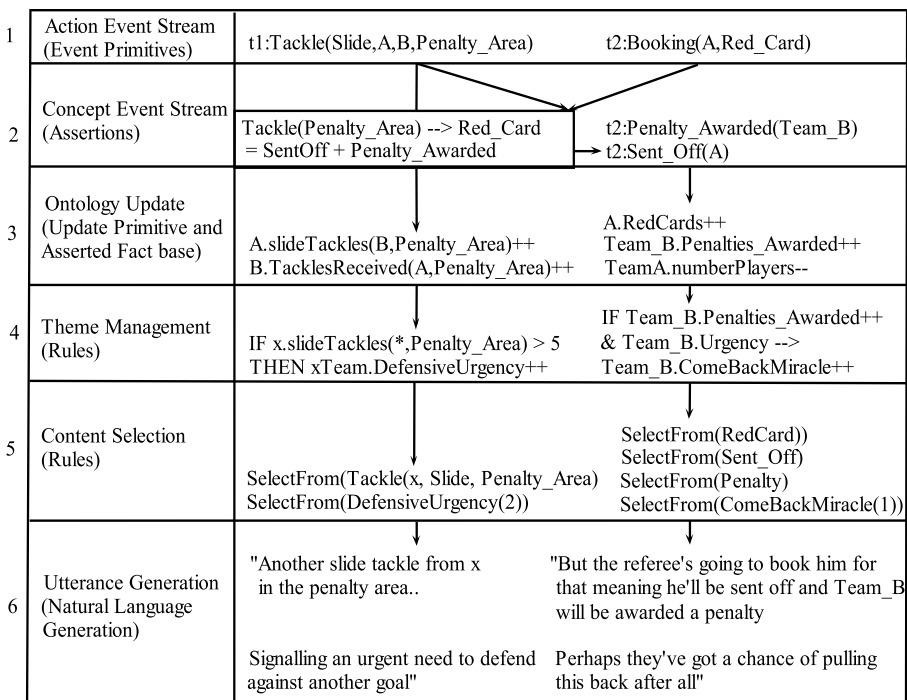 1
Action Event Stream
(Event Primitives)
t1:Tackle(Slide,A,B,Penalty_Area)
t2:Booking(A,Red_Card)
2
Concept Event Stream
(Assertions)
Tackle(Penalty_Area) --> Red_Card
= SentOff + Penalty_Awarded
t2:Penalty_Awarded(Team_B)
t2:Sent_Off(A)
3
Ontology Update
(Update Primitive and
Asserted Fact base)
A.slideTackles(B,Penalty_Area)++
B.TacklesReceived(A,Penalty_Area)++
A.RedCards++
Team_B.Penalties_Awarded++
TeamA.numberPlayers--
4
Theme Management
(Rules)
IF x.slideTackles(*,Penalty_Area) > 5
THEN xTeam.DefensiveUrgency++
IF Team_B.Penalties_Awarded++
& Team_B.Urgency -->
Team_B.ComeBackMiracle++
5
Content Selection
(Rules)
SelectFrom(Tackle(x, Slide, Penalty_Area)
SelectFrom(DefensiveUrgency(2))
SelectFrom(RedCard))
SelectFrom(Sent_Off)
SelectFrom(Penalty)
SelectFrom(ComeBackMiracle(1))
6
Utterance Generation
(Natural Language
Generation)
"Another slide tackle from x
in the penalty area..
Signalling an urgent need to defend
against another goal"
"But the referee's going to book him for
that meaning he'll be sent off and Team_B
will be awarded a penalty
Perhaps they've got a chance of pulling
this back after all"